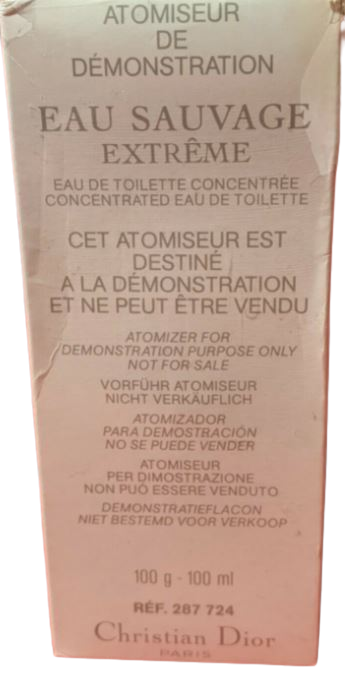 ATOMISEUR
DE
DÉMONSTRATION
EAU SAUVAGE
EXTRÊME
EAU DE TOILETTE CONCENTRÉE
CONCENTRATED EAU DE TOILETTE
CET ATOMISEUR EST
DESTINÉ
A LA DÉMONSTRATION
ET NE PEUT ÊTRE VENDU
ATOMIZER FOR
DEMONSTRATION PURPOSE ONLY
NOT FOR SALE
VORFÜHR ATOMISEUR
NICHT VERKÄUFLICH
ATOMIZADOR
PARA DEMOSTRACIÓN
NO SE PUEDE VENDER
ATOMISEUR
PER DIMOSTRAZIONE
NON PUÓ ESSERE VENDUTO
DEMONSTRATIEFLACON
NIET BESTEMD VOOR VERKOOP
100 g - 100 ml
RÉF. 287 724
Christian Dior
PARIS